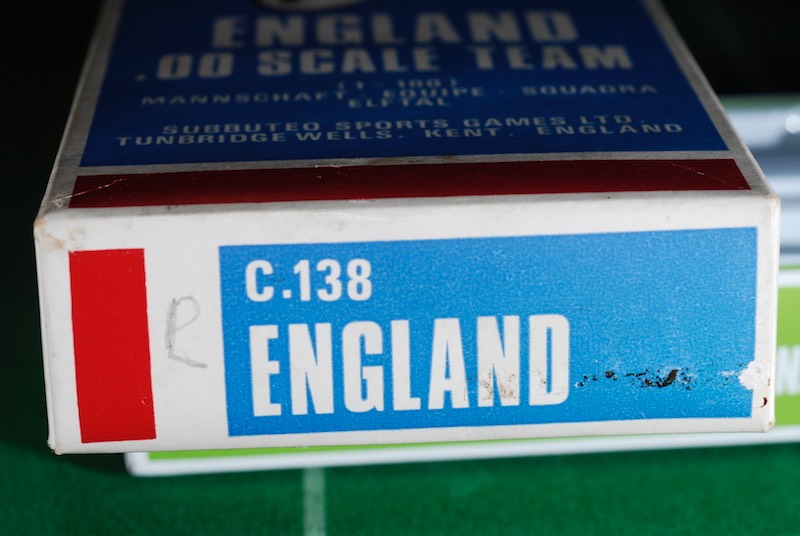 ENGLAND
.00 SCALE TEAM
(1-100)
MANNSCHAFT · EQUIPE · SQUADRA
ELFTAL
SUBBUTEO SPORTS GAMES LTD.
TUNBRIDGE WELLS. KENT. ENGLAND
C.138
ENGLAND